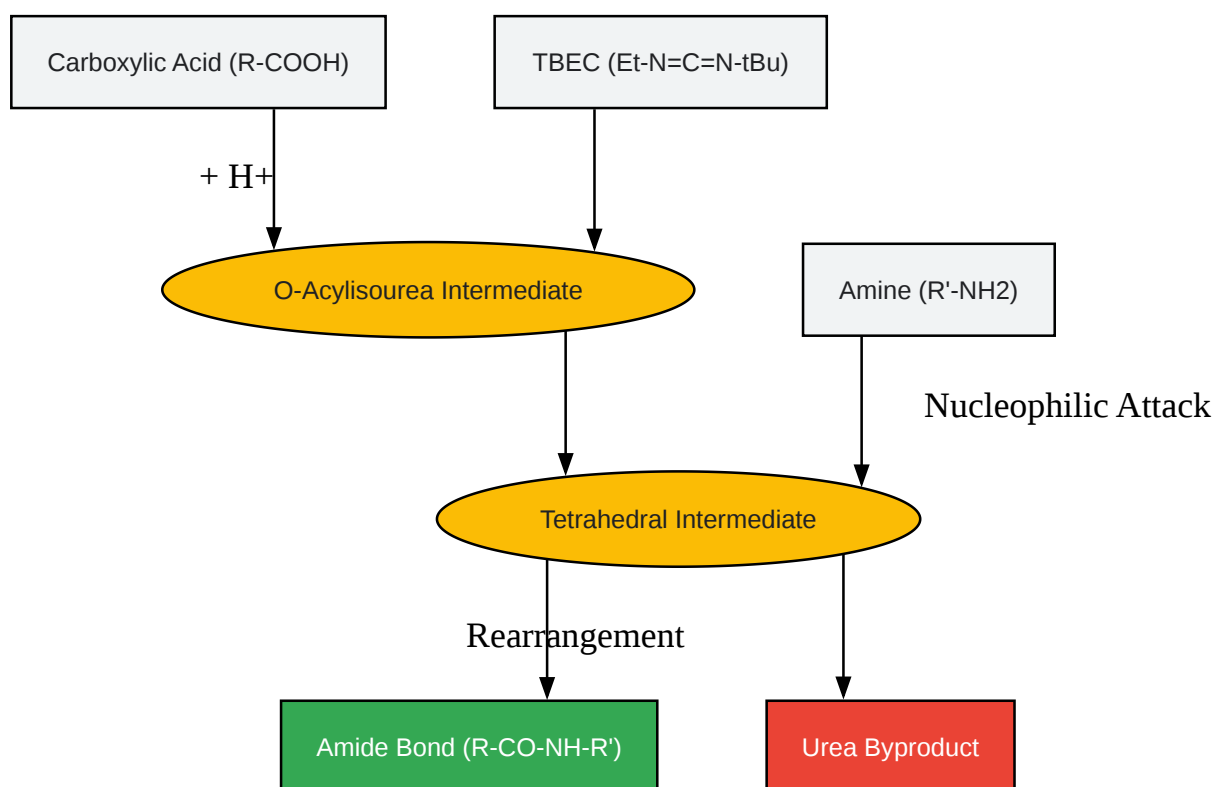 Carboxylic Acid (R-COOH)
TBEC (Et-N=C=N-tBu)
+ H+
O-Acylisourea Intermediate
Amine (R'-NH2)
Nucleophilic Attack
Tetrahedral Intermediate
Rearrangement
Amide Bond (R-CO-NH-R')
Urea Byproduct